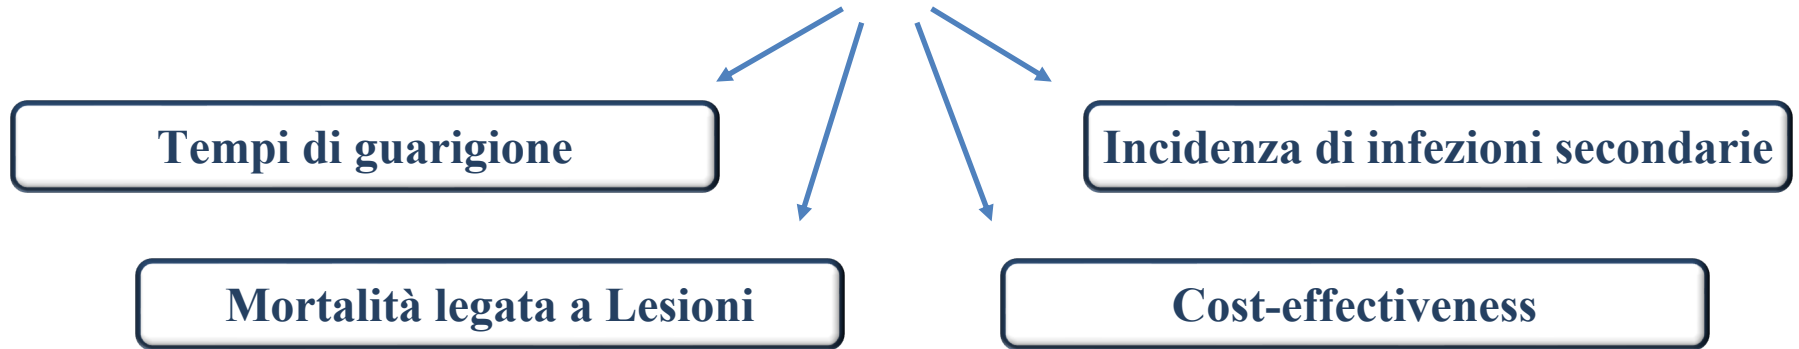 Tempi di guarigione
Incidenza di infezioni secondarie
Mortalità legata a Lesioni
Cost-effectiveness